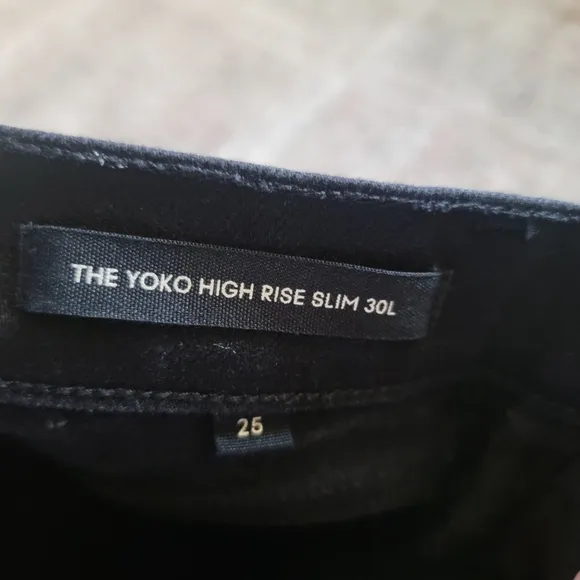 THE YOKO HIGH RISE SLIM 30L
25